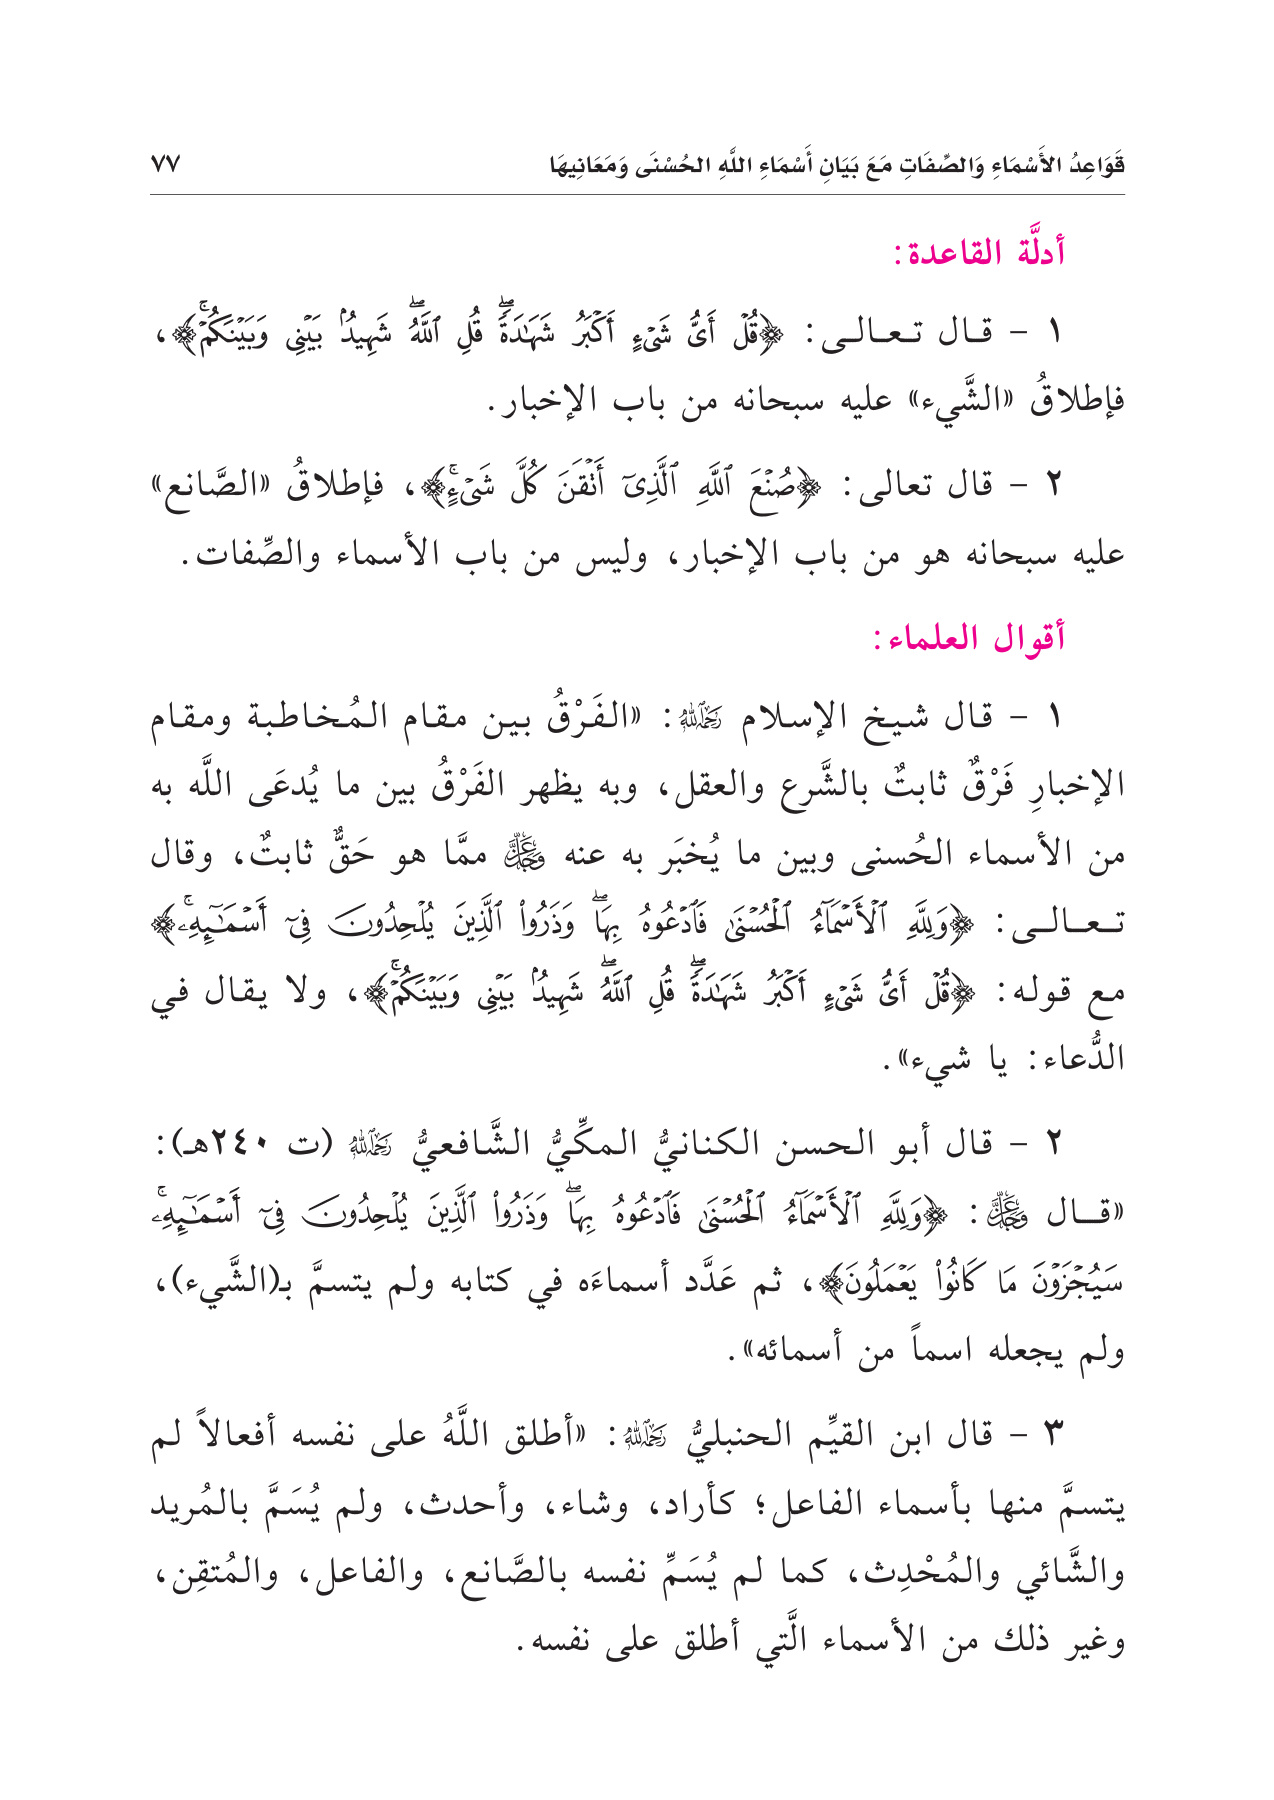 قَوَاعِدُ الأَسْمَاءِ وَالصِّفَاتِ مَعَ بَيَانِ أَسْمَاءِ اللَّهِ الحُسْنَى وَمَعَانِيهَا ٧٧
أدلَّة القاعدة:
١ - قال تعالى: ﴿قُلْ أَىُّ شَىْءٍ أَكْبَرُ شَهَٰدَةًۖ قُلِ ٱللَّهُۖ شَهِيدُۢ بَيْنِى وَبَيْنَكُمْۚ﴾،
فإطلاقُ «الشَّيء» عليه سبحانه من باب الإخبار.
٢ - قال تعالى: ﴿صُنْعَ ٱللَّهِ ٱلَّذِىٓ أَتْقَنَ كُلَّ شَىْءٍۚ﴾، فإطلاقُ «الصَّانع»
عليه سبحانه هو من باب الإخبار، وليس من باب الأسماء والصِّفات.
أقوال العلماء:
١ - قال شيخ الإسلام رَحِمَهُ اللَّهُ: «الفَرْقُ بين مقام المُخاطبة ومقام
الإخبارِ فَرْقٌ ثابتٌ بالشَّرع والعقل، وبه يظهر الفَرْقُ بين ما يُدعَى اللَّه به
من الأسماء الحُسنى وبين ما يُخبَر به عنه عَزَّ وَجَلَّ ممَّا هو حَقٌّ ثابتٌ، وقال
تعالى: ﴿وَلِلَّهِ ٱلْأَسْمَآءُ ٱلْحُسْنَىٰ فَٱدْعُوهُ بِهَاۖ وَذَرُوا۟ ٱلَّذِينَ يُلْحِدُونَ فِىٓ أَسْمَٰٓئِهِۦۚ﴾
مع قوله: ﴿قُلْ أَىُّ شَىْءٍ أَكْبَرُ شَهَٰدَةًۖ قُلِ ٱللَّهُۖ شَهِيدُۢ بَيْنِى وَبَيْنَكُمْۚ﴾، ولا يقال في
الدُّعاء: يا شيء».
٢ - قال أبو الحسن الكنانيُّ المكيُّ الشَّافعيُّ رَحِمَهُ اللَّهُ (ت ٢٤٠هـ):
«قال عَزَّ وَجَلَّ: ﴿وَلِلَّهِ ٱلْأَسْمَآءُ ٱلْحُسْنَىٰ فَٱدْعُوهُ بِهَاۖ وَذَرُوا۟ ٱلَّذِينَ يُلْحِدُونَ فِىٓ أَسْمَٰٓئِهِۦۚ
سَيُجْزَوْنَ مَا كَانُوا۟ يَعْمَلُونَ﴾، ثم عَدَّد أسماءَه في كتابه ولم يتسمَّ بـ(الشَّيء)،
ولم يجعله اسماً من أسمائه».
٣ - قال ابن القيِّم الحنبليُّ رَحِمَهُ اللَّهُ: «أطلق اللَّهُ على نفسه أفعالاً لم
يتسمَّ منها بأسماء الفاعل؛ كأراد، وشاء، وأحدث، ولم يُسَمَّ بالمُريد
والشَّائي والمُحْدِث، كما لم يُسَمِّ نفسه بالصَّانع، والفاعل، والمُتقِن،
وغير ذلك من الأسماء الَّتي أطلق على نفسه.